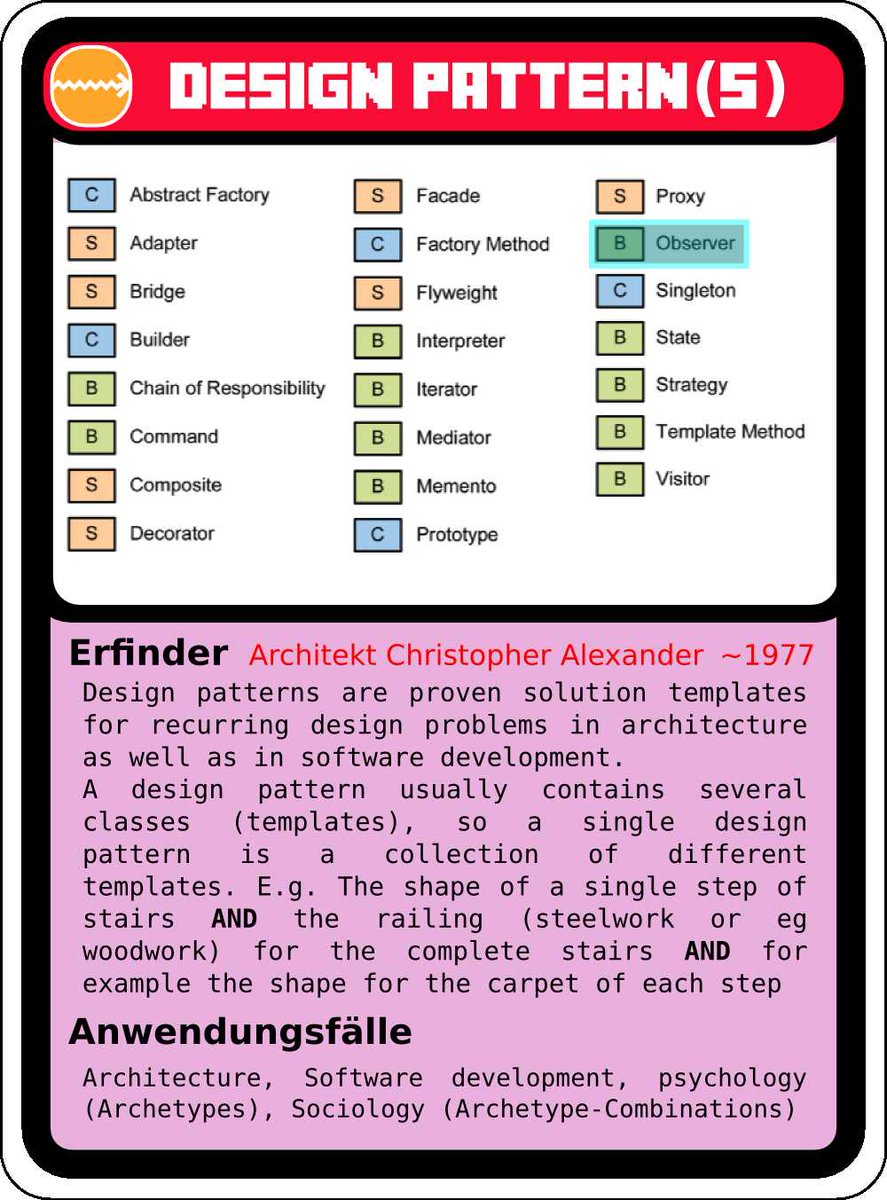 DESIGN PATTERN(S)
C Abstract Factory
S Adapter
S Bridge
C Builder
B Chain of Responsibility
B Command
S Composite
S Decorator
S Facade
C Factory Method
S Flyweight
B Interpreter
B Iterator
B Mediator
B Memento
C Prototype
S Proxy
B Observer
C Singleton
B State
B Strategy
B Template Method
B Visitor
Erfinder Architekt Christopher Alexander ~1977
Design patterns are proven solution templates
for recurring design problems in architecture
as well as in software development.
A design pattern usually contains several
classes (templates), so a single design
pattern is a collection of different
templates. E.g. The shape of a single step of
stairs AND the railing (steelwork or eg
woodwork) for the complete stairs AND for
example the shape for the carpet of each step
Anwendungsfälle
Architecture, Software development, psychology
(Archetypes), Sociology (Archetype-Combinations)